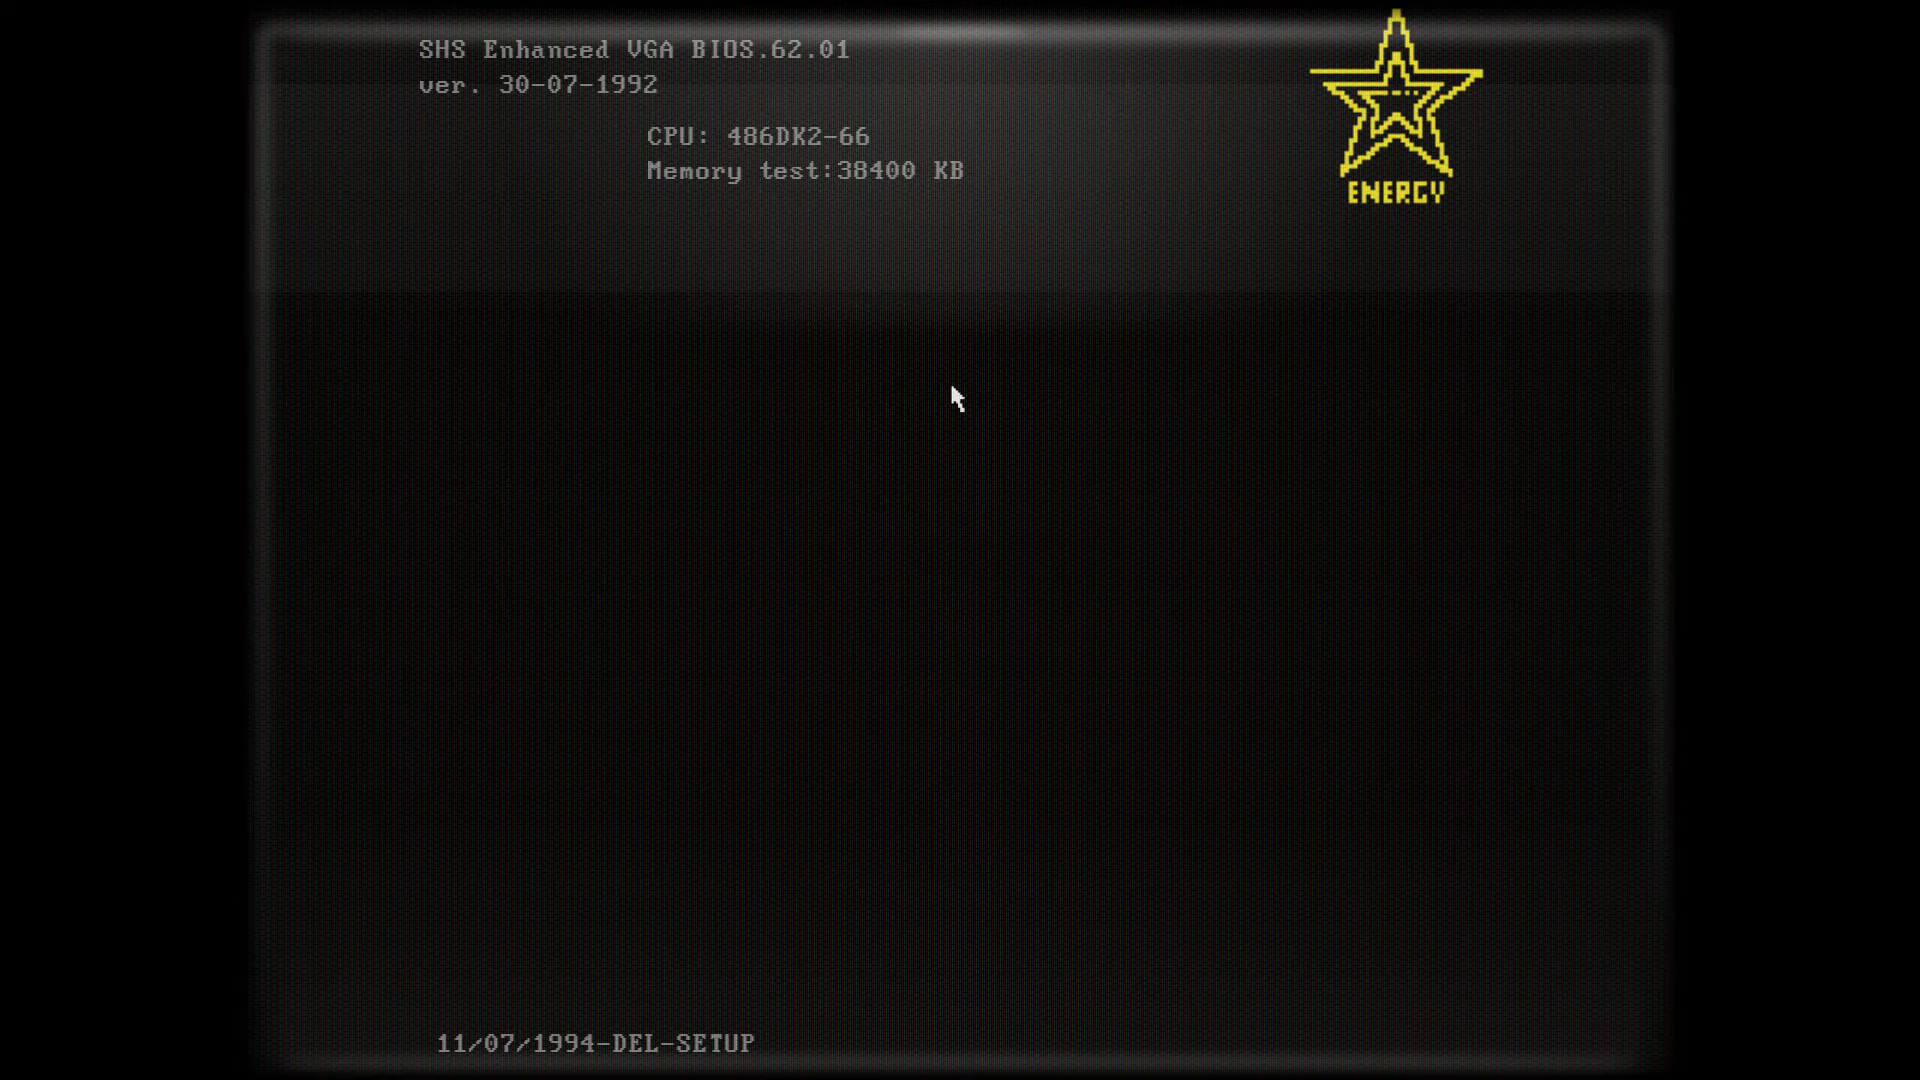 SHS Enhanced VGA BIOS.62.01
ver. 30-07-1992
CPU: 486DK2-66
Memory test:38400 KB
ENERGY
11/07/1994-DEL-SETUP